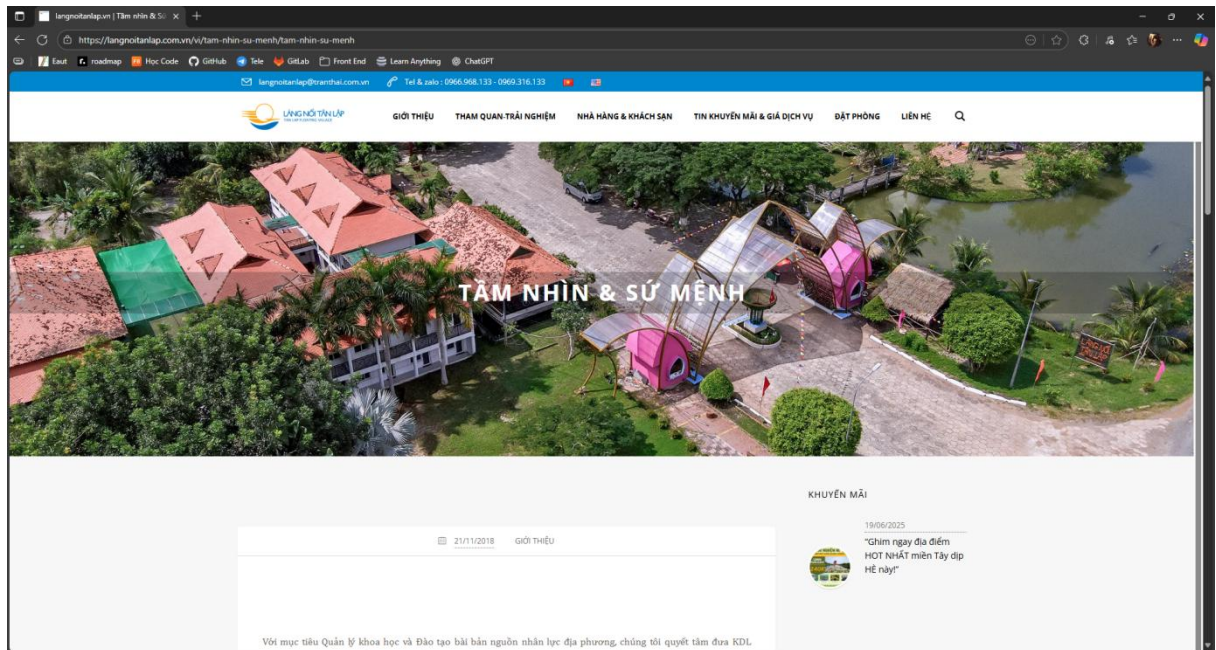 langnoitanlap.vn | Tầm nhìn & Sứ
https://langnoitanlap.com.vn/vi/tam-nhin-su-menh/tam-nhin-su-menh
Eaut roadmap Học Code GitHub Tele GitLab Front End Learn Anything ChatGPT
langnoitanlap@tranthai.com.vn Tel & zalo : 0966.968.133 - 0969.316.133
LÀNG NỔI TÂN LẬP
TAN LAP FLOATING VILLAGE
GIỚI THIỆU THAM QUAN-TRẢI NGHIỆM NHÀ HÀNG & KHÁCH SẠN TIN KHUYẾN MÃI & GIÁ DỊCH VỤ ĐẶT PHÒNG LIÊN HỆ
TẦM NHÌN & SỨ MỆNH
KHUYẾN MÃI
19/06/2025
"Ghim ngay địa điểm
HOT NHẤT miền Tây dịp
HÈ này!"
21/11/2018 GIỚI THIỆU
Với mục tiêu Quản lý khoa học và Đào tạo bài bản nguồn nhân lực địa phương, chúng tôi quyết tâm đưa KDL